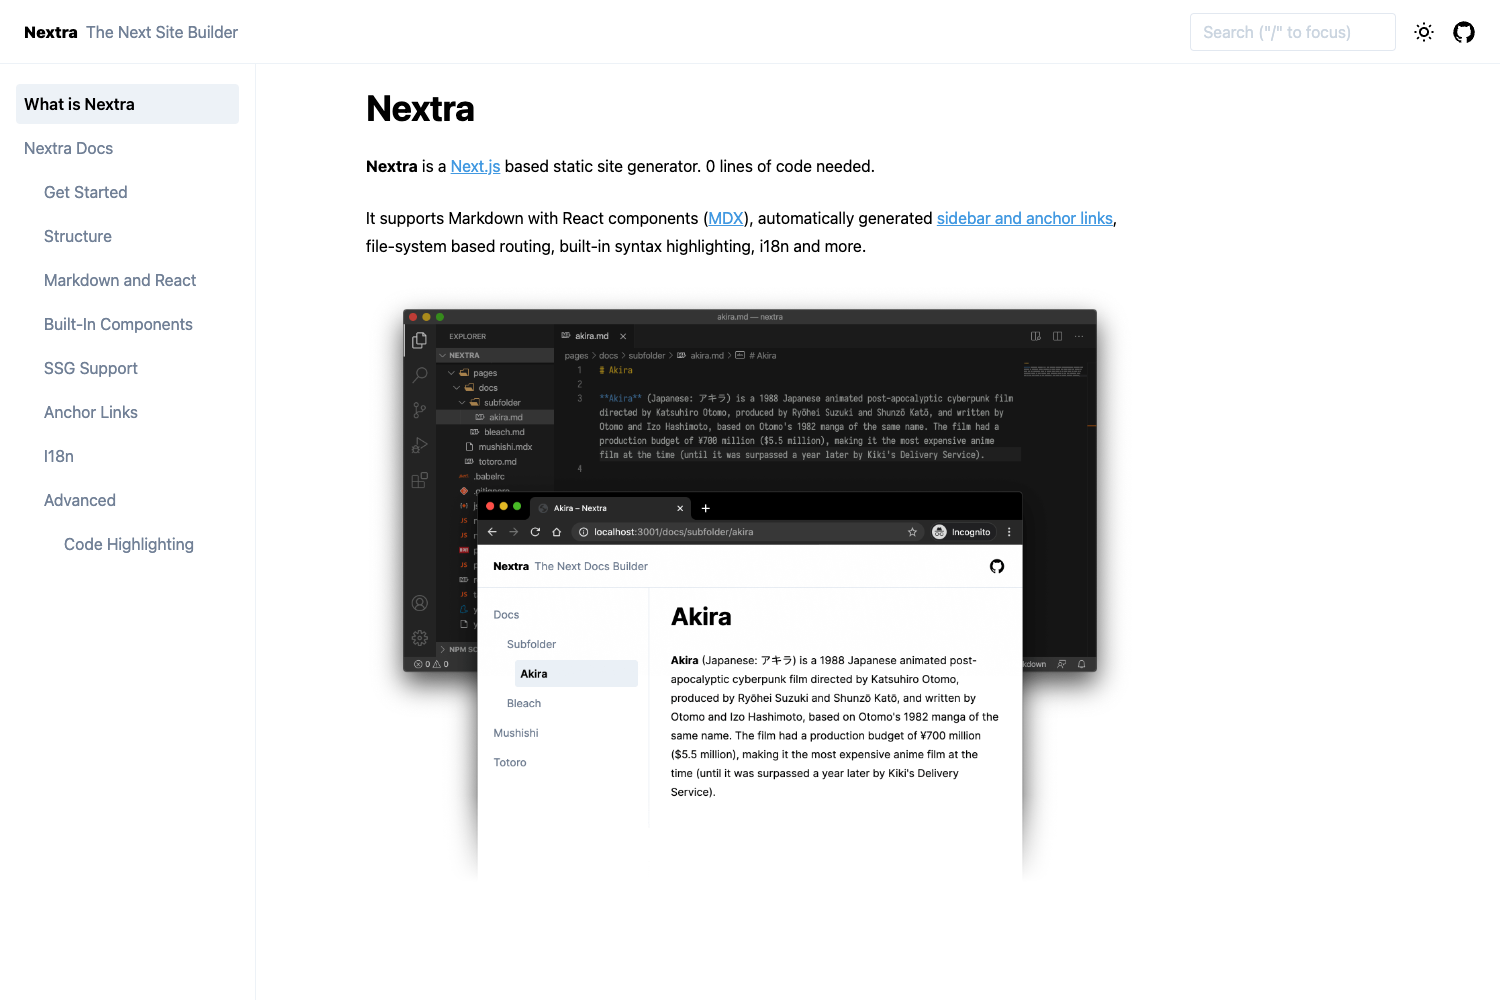 Nextra The Next Site Builder
Search ("/" to focus)
What is Nextra
Nextra Docs
Get Started
Structure
Markdown and React
Built-In Components
SSG Support
Anchor Links
I18n
Advanced
Code Highlighting
Nextra
Nextra is a Next.js based static site generator. 0 lines of code needed.
It supports Markdown with React components (MDX), automatically generated sidebar and anchor links,
file-system based routing, built-in syntax highlighting, i18n and more.
akira.md — nextra
EXPLORER
NEXTRA
pages
docs
subfolder
akira.md
bleach.md
mushishi.mdx
totoro.md
.babelrc
.gitignore
NPM SC
0 0
akira.md
pages > docs > subfolder > akira.md > # Akira
1 # Akira
2
3 **Akira** (Japanese: アキラ) is a 1988 Japanese animated post-apocalyptic cyberpunk film
directed by Katsuhiro Otomo, produced by Ryōhei Suzuki and Shunzō Katō, and written by
Otomo and Izo Hashimoto, based on Otomo's 1982 manga of the same name. The film had a
production budget of ¥700 million ($5.5 million), making it the most expensive anime
film at the time (until it was surpassed a year later by Kiki's Delivery Service).
4
kdown
Akira – Nextra
localhost:3001/docs/subfolder/akira
Incognito
Nextra The Next Docs Builder
Docs
Subfolder
Akira
Bleach
Mushishi
Totoro
Akira
Akira (Japanese: アキラ) is a 1988 Japanese animated post-
apocalyptic cyberpunk film directed by Katsuhiro Otomo,
produced by Ryōhei Suzuki and Shunzō Katō, and written by
Otomo and Izo Hashimoto, based on Otomo's 1982 manga of the
same name. The film had a production budget of ¥700 million
($5.5 million), making it the most expensive anime film at the
time (until it was surpassed a year later by Kiki's Delivery
Service).